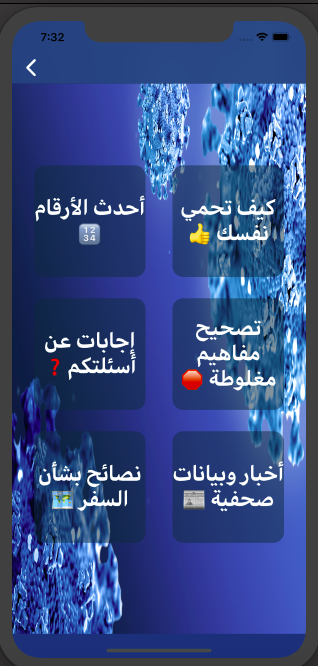 7:32
كيف تحمي
نفسك 👍
أحدث الأرقام
🔢
تصحيح
مفاهيم
مغلوطة 🛑
إجابات عن
أسئلتكم ❓
أخبار وبيانات
صحفية 📰
نصائح بشأن
السفر 🗺️